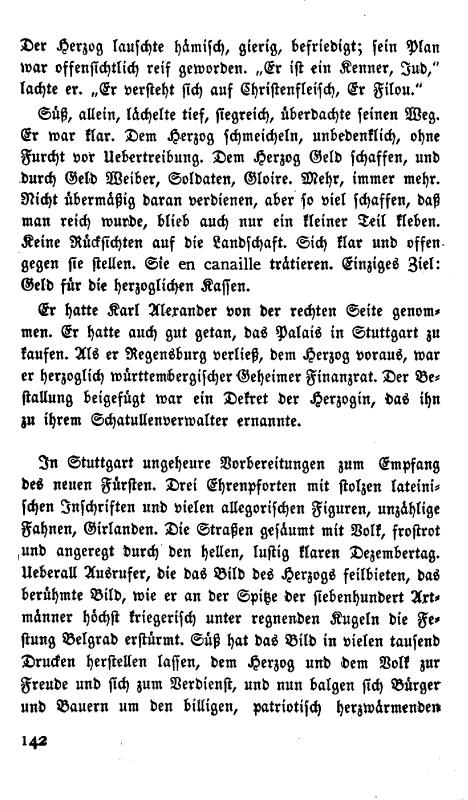 Der Herzog lauschte hämisch, gierig, befriedigt; sein Plan
war offensichtlich reif geworden. „Er ist ein Kenner, Jud,“
lachte er. „Er versteht sich auf Christenfleisch, Er Filou.“
Süß, allein, lächelte tief, siegreich, überdachte seinen Weg.
Er war klar. Dem Herzog schmeicheln, unbedenklich, ohne
Furcht vor Uebertreibung. Dem Herzog Geld schaffen, und
durch Geld Weiber, Soldaten, Gloire. Mehr, immer mehr.
Nicht übermäßig daran verdienen, aber so viel schaffen, daß
man reich wurde, blieb auch nur ein kleiner Teil kleben.
Keine Rücksichten auf die Landschaft. Sich klar und offen
gegen sie stellen. Sie en canaille trätieren. Einziges Ziel:
Geld für die herzoglichen Kassen.
Er hatte Karl Alexander von der rechten Seite genom-
men. Er hatte auch gut getan, das Palais in Stuttgart zu
kaufen. Als er Regensburg verließ, dem Herzog voraus, war
er herzoglich württembergischer Geheimer Finanzrat. Der Be-
stallung beigefügt war ein Dekret der Herzogin, das ihn
zu ihrem Schatullenverwalter ernannte.
In Stuttgart ungeheure Vorbereitungen zum Empfang
des neuen Fürsten. Drei Ehrenpforten mit stolzen lateini-
schen Inschriften und vielen allegorischen Figuren, unzählige
Fahnen, Girlanden. Die Straßen gesäumt mit Volk, frostrot
und angeregt durch den hellen, lustig klaren Dezembertag.
Ueberall Ausrufer, die das Bild des Herzogs feilbieten, das
berühmte Bild, wie er an der Spitze der siebenhundert Axt-
männer höchst kriegerisch unter regnenden Kugeln die Fe-
stung Belgrad erstürmt. Süß hat das Bild in vielen tausend
Drucken herstellen lassen, dem Herzog und dem Volk zur
Freude und sich zum Verdienst, und nun balgen sich Bürger
und Bauern um den billigen, patriotisch herzwärmenden
142